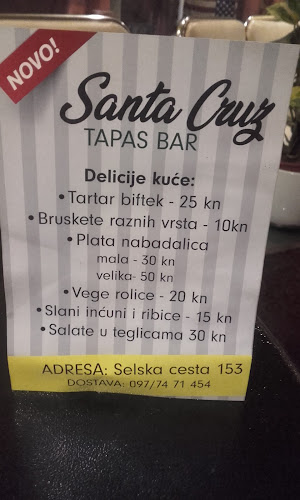 NOVO!
Santa Cruz
TAPAS BAR
Delicije kuće:
•Tartar biftek - 25 kn
•Bruskete raznih vrsta - 10kn
•Plata nabadalica
mala - 30 kn
velika- 50 kn
•Vege rolice - 20 kn
•Slani inćuni i ribice - 15 kn
•Salate u teglicama 30 kn
ADRESA: Selska cesta 153
DOSTAVA: 097/74 71 454